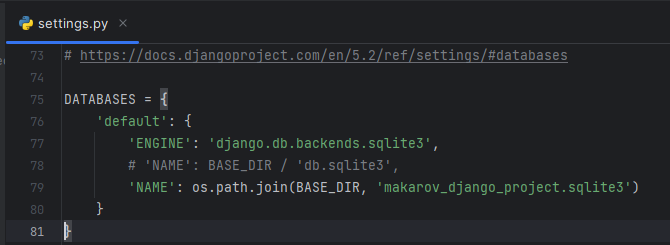 settings.py
73 # https://docs.djangoproject.com/en/5.2/ref/settings/#databases
74
75 DATABASES = {
76     'default': {
77         'ENGINE': 'django.db.backends.sqlite3',
78         # 'NAME': BASE_DIR / 'db.sqlite3',
79         'NAME': os.path.join(BASE_DIR, 'makarov_django_project.sqlite3')
80     }
81 }